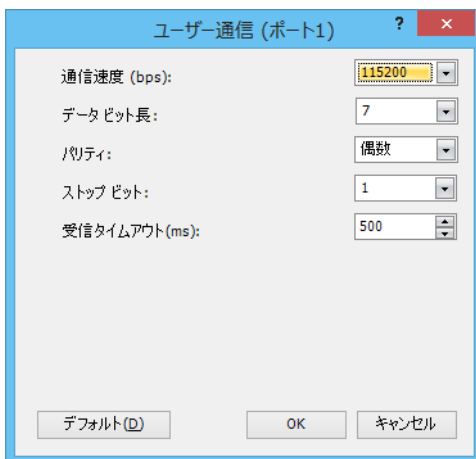 ユーザー通信 (ポート1)
?
×
通信速度 (bps): 115200
データ ビット長: 7
パリティ: 偶数
ストップ ビット: 1
受信タイムアウト(ms): 500
デフォルト(D) OK キャンセル